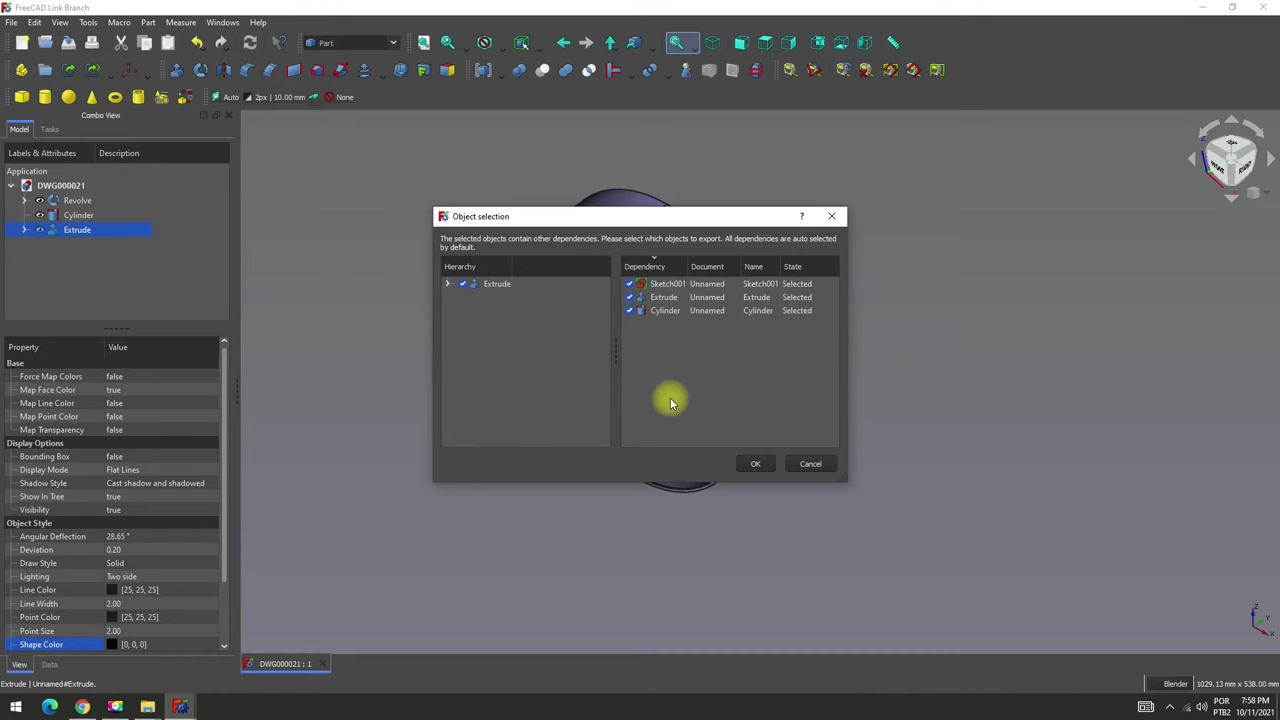 FreeCAD Link Branch
File Edit View Tools Macro Part Measure Windows Help
Part
Auto 2px | 10.00 mm None
Combo View
Model Tasks
Labels & Attributes Description
Application
DWG000021
Revolve
Cylinder
Extrude
Object selection
The selected objects contain other dependencies. Please select which objects to export. All dependencies are auto selected
by default.
Hierarchy
Extrude
Dependency Document Name State
Sketch001 Unnamed Sketch001 Selected
Extrude Unnamed Extrude Selected
Cylinder Unnamed Cylinder Selected
OK Cancel
Property Value
Base
Force Map Colors false
Map Face Color true
Map Line Color false
Map Point Color false
Map Transparency false
Display Options
Bounding Box false
Display Mode Flat Lines
Shadow Style Cast shadow and shadowed
Show In Tree true
Visibility true
Object Style
Angular Deflection 28.65 °
Deviation 0.20
Draw Style Solid
Lighting Two side
Line Color [25, 25, 25]
Line Width 2.00
Point Color [25, 25, 25]
Point Size 2.00
Shape Color [0, 0, 0]
View Data
DWG000021 : 1
Extrude | Unnamed#Extrude.
Blender 1029.13 mm x 538.00 mm
POR
PTB2
7:58 PM
10/11/2021